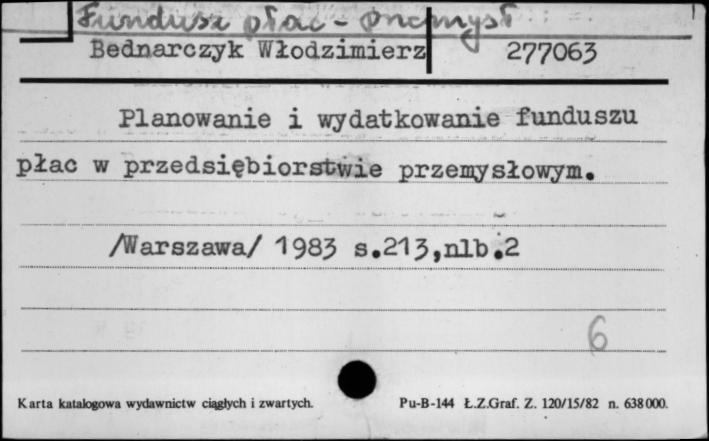 Fundusz płac - przemysł
Bednarczyk Włodzimierz 277063
Planowanie i wydatkowanie funduszu
płac w przedsiębiorstwie przemysłowym.
/Warszawa/ 1983 s.213,nlb.2
6
Karta katalogowa wydawnictw ciągłych i zwartych. Pu-B-144 Ł.Z.Graf. Z. 120/15/82 n. 638000.